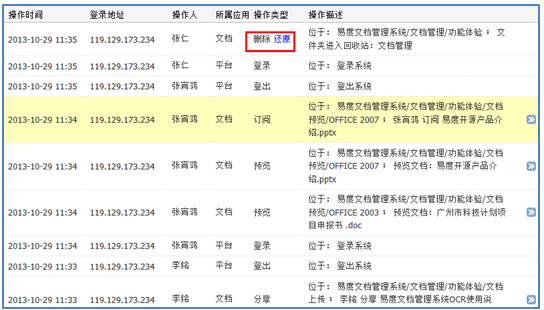 操作时间 登录地址 操作人 所属应用 操作类型 操作描述
2013-10-29 11:35 119.129.173.234 张仁 文档 删除 还原 位于： 易度文档管理系统/文档管理/功能体验 ； 文
件夹进入回收站：文档管理
2013-10-29 11:35 119.129.173.234 张仁 平台 登录 位于： 登录系统
2013-10-29 11:35 119.129.173.234 张宵鸿 平台 登出 位于： 登出系统
2013-10-29 11:34 119.129.173.234 张宵鸿 文档 订阅 位于： 易度文档管理系统/文档管理/功能体验/文档
预览/OFFICE 2007 ； 张宵鸿 订阅 易度开源产品介
绍.pptx
2013-10-29 11:34 119.129.173.234 张宵鸿 文档 预览 位于： 易度文档管理系统/文档管理/功能体验/文档
预览/OFFICE 2007 ； 预览文档：易度开源产品介
绍.pptx
2013-10-29 11:34 119.129.173.234 张宵鸿 文档 预览 位于： 易度文档管理系统/文档管理/功能体验/文档
预览/OFFICE 2003 ； 预览文档：广州市科技计划项
目申报书 .doc
2013-10-29 11:34 119.129.173.234 张宵鸿 平台 登录 位于： 登录系统
2013-10-29 11:33 119.129.173.234 李铭 平台 登出 位于： 登出系统
2013-10-29 11:33 119.129.173.234 李铭 文档 分享 位于： 易度文档管理系统/文档管理/功能体验/文档
上传 ； 李铭 分享 易度文档管理系统OCR使用说